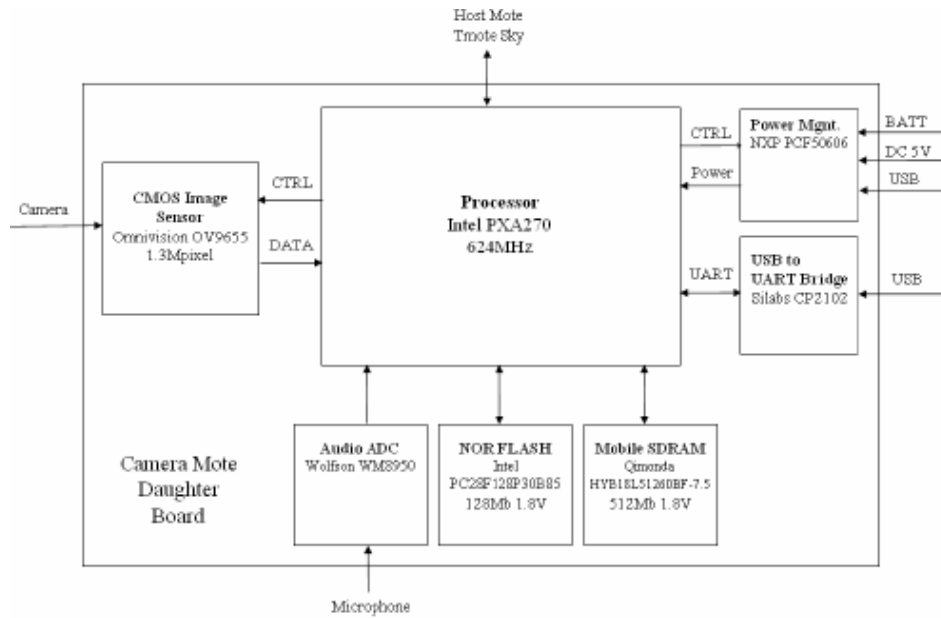 Host Mote
Tmote Sky
Camera
CMOS Image
Sensor
Omnivision OV9655
1.3Mpixel
CTRL
DATA
Processor
Intel PXA270
624MHz
CTRL
Power
Power Mgnt.
NXP PCF50606
BATT
DC 5V
USB
UART
USB to
UART Bridge
Silabs CP2102
USB
Camera Mote
Daughter
Board
Audio ADC
Wolfson WM8950
NOR FLASH
Intel
PC28F128P30B85
128Mb 1.8V
Mobile SDRAM
Qimonda
HYB18L51260BF-7.5
512Mb 1.8V
Microphone